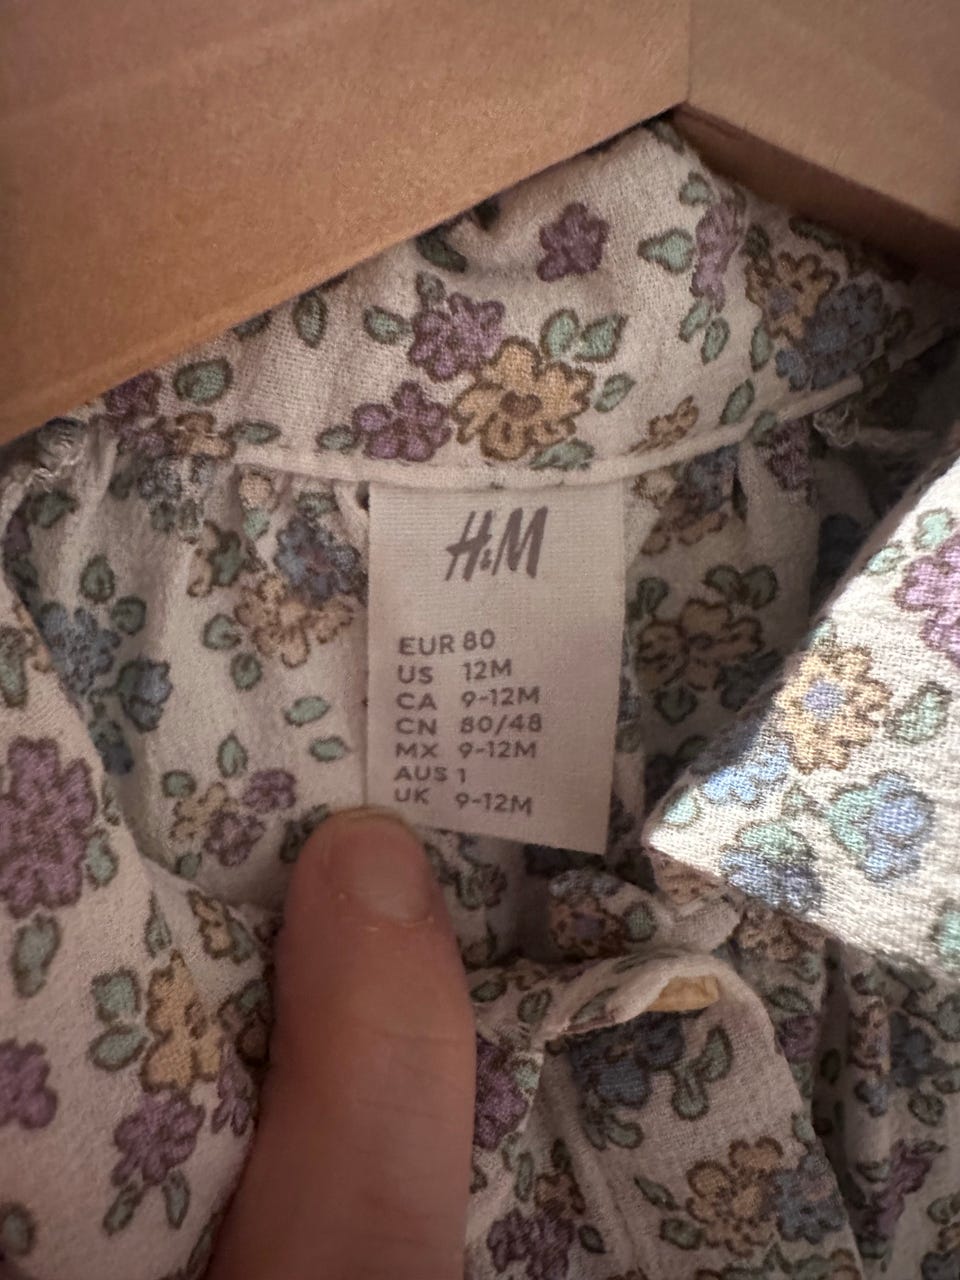 H&M
EUR 80
US 12M
CA 9-12M
CN 80/48
MX 9-12M
AUS 1
UK 9-12M